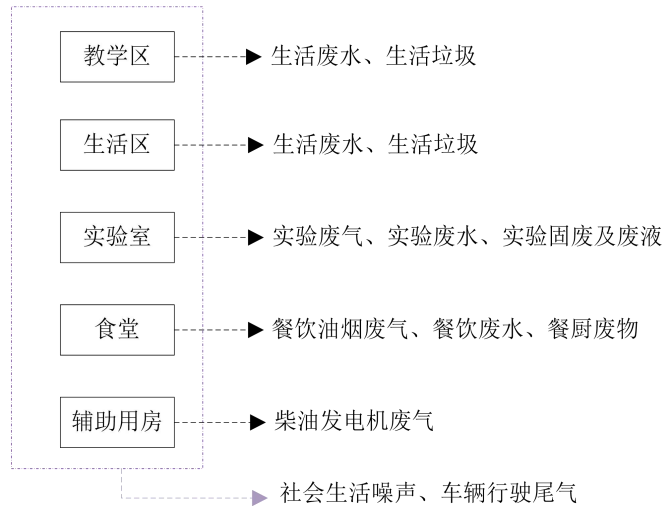 教学区 生活废水、生活垃圾
生活区 生活废水、生活垃圾
实验室 实验废气、实验废水、实验固废及废液
食堂 餐饮油烟废气、餐饮废水、餐厨废物
辅助用房 柴油发电机废气
社会生活噪声、车辆行驶尾气